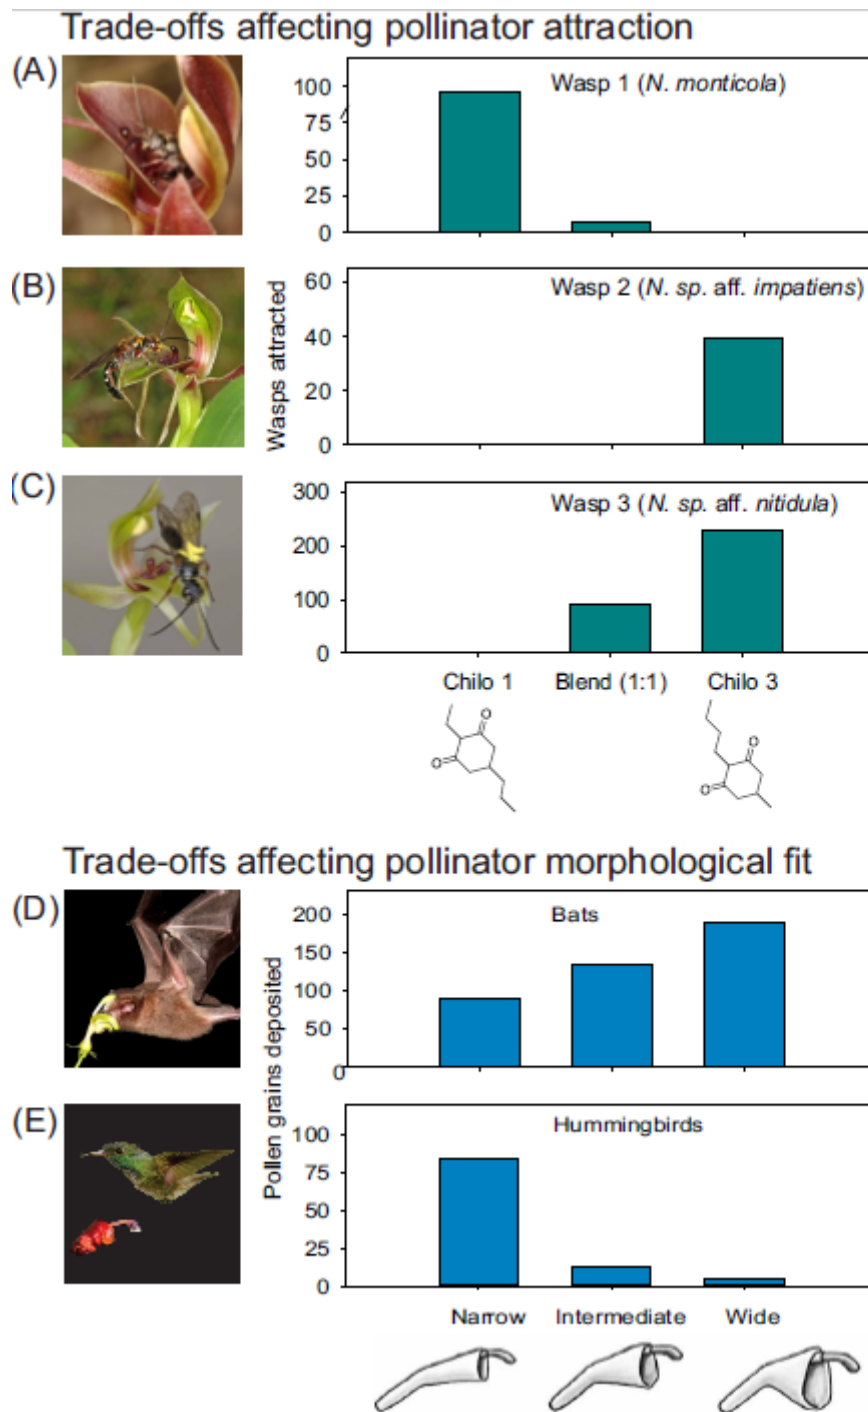 Trade-offs affecting pollinator attraction
(A)
Wasp 1 (N. monticola)
100
75
50
25
0
(B)
Wasp 2 (N. sp. aff. impatiens)
60
40
20
0
Wasps attracted
(C)
Wasp 3 (N. sp. aff. nitidula)
300
200
100
0
Chilo 1 Blend (1:1) Chilo 3
O
O
O
O
Trade-offs affecting pollinator morphological fit
(D)
Bats
200
150
100
50
0
Pollen grains deposited
(E)
Hummingbirds
100
75
50
25
0
Narrow Intermediate Wide